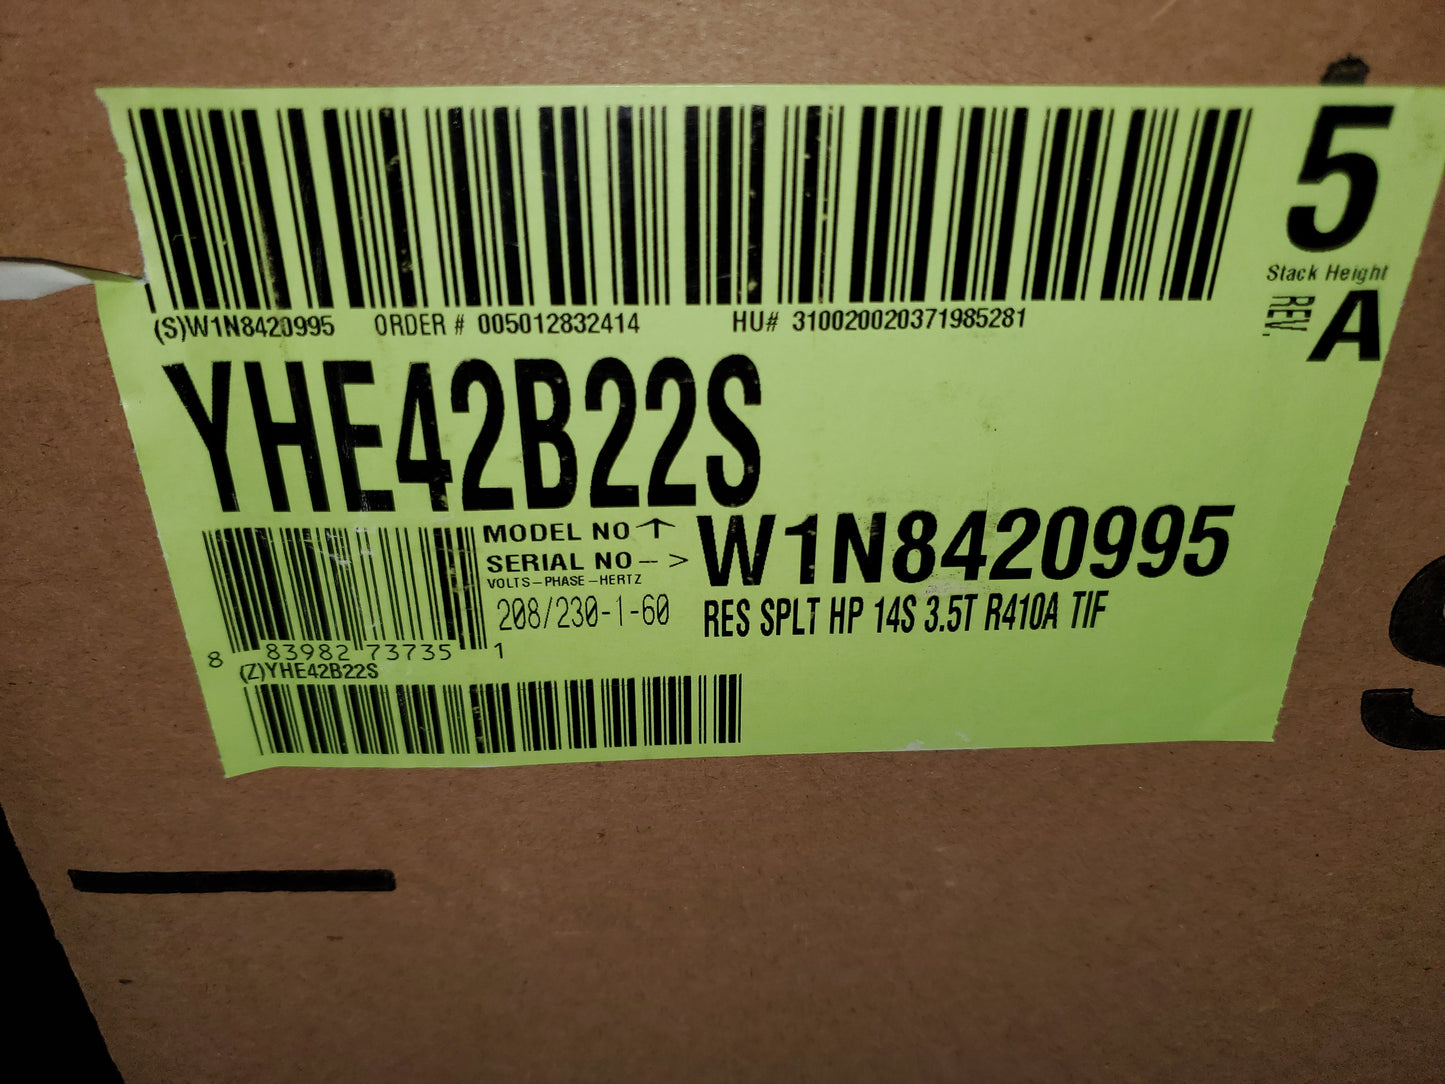 5
Stack Height
REV.
A
(S)W1N8420995 ORDER # 005012832414 HU# 310020020371985281
YHE42B22S
MODEL NO ↑
SERIAL NO --> W1N8420995
VOLTS-PHASE-HERTZ
208/230-1-60 RES SPLT HP 14S 3.5T R410A TIF
8 83982 73735 1
(Z)YHE42B22S